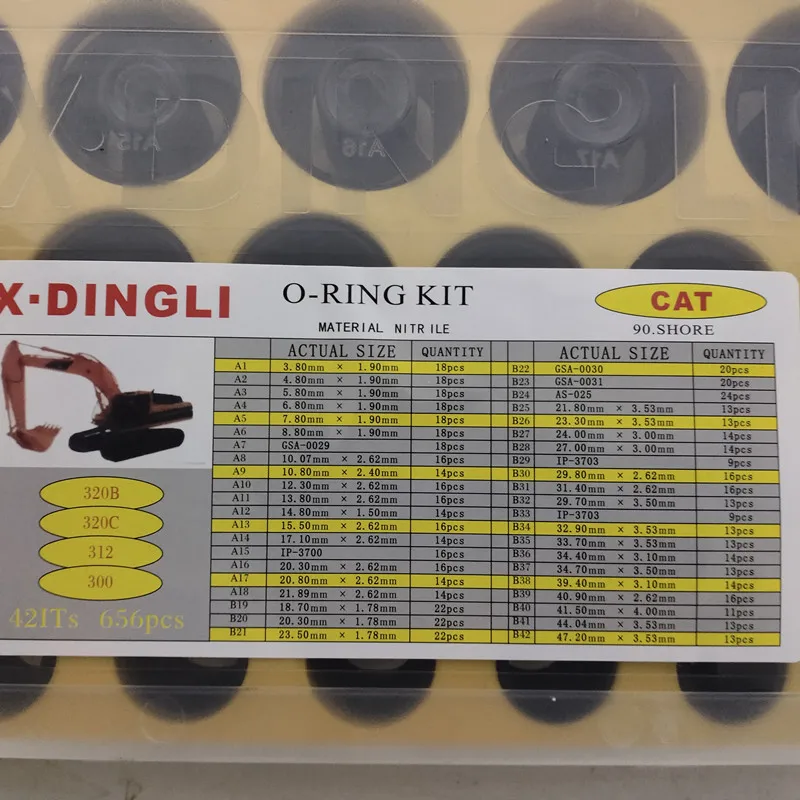 A15
A16
A17
X·DINGLI
O-RING KIT
CAT
MATERIAL NITRILE
90.SHORE
ACTUAL SIZE QUANTITY ACTUAL SIZE QUANTITY
A1 3.80mm × 1.90mm 18pcs B22 GSA-0030 20pcs
A2 4.80mm × 1.90mm 18pcs B23 GSA-0031 20pcs
A3 5.80mm × 1.90mm 18pcs B24 AS-025 24pcs
A4 6.80mm × 1.90mm 18pcs B25 21.80mm × 3.53mm 13pcs
A5 7.80mm × 1.90mm 18pcs B26 23.30mm × 3.53mm 13pcs
A6 8.80mm × 1.90mm 18pcs B27 24.00mm × 3.00mm 14pcs
A7 GSA-0029 18pcs B28 27.00mm × 3.00mm 14pcs
A8 10.07mm × 2.62mm 16pcs B29 IP-3703 9pcs
A9 10.80mm × 2.40mm 14pcs B30 29.80mm × 2.62mm 16pcs
A10 12.30mm × 2.62mm 16pcs B31 31.40mm × 2.62mm 16pcs
A11 13.80mm × 2.62mm 16pcs B32 29.70mm × 3.50mm 13pcs
A12 14.80mm × 1.50mm 14pcs B33 IP-3703 9pcs
A13 15.50mm × 2.62mm 16pcs B34 32.90mm × 3.53mm 13pcs
A14 17.10mm × 2.62mm 14pcs B35 33.70mm × 3.53mm 13pcs
A15 IP-3700 14pcs B36 34.40mm × 3.10mm 14pcs
A16 20.30mm × 2.62mm 16pcs B37 34.70mm × 3.50mm 13pcs
A17 20.80mm × 2.62mm 14pcs B38 39.40mm × 3.10mm 14pcs
A18 21.89mm × 2.62mm 14pcs B39 40.90mm × 2.62mm 16pcs
B19 18.70mm × 1.78mm 22pcs B40 41.50mm × 4.00mm 11pcs
B20 20.30mm × 1.78mm 22pcs B41 44.04mm × 3.53mm 13pcs
B21 23.50mm × 1.78mm 22pcs B42 47.20mm × 3.53mm 13pcs
320B
320C
312
300
42ITs 656pcs
X·DINGLI